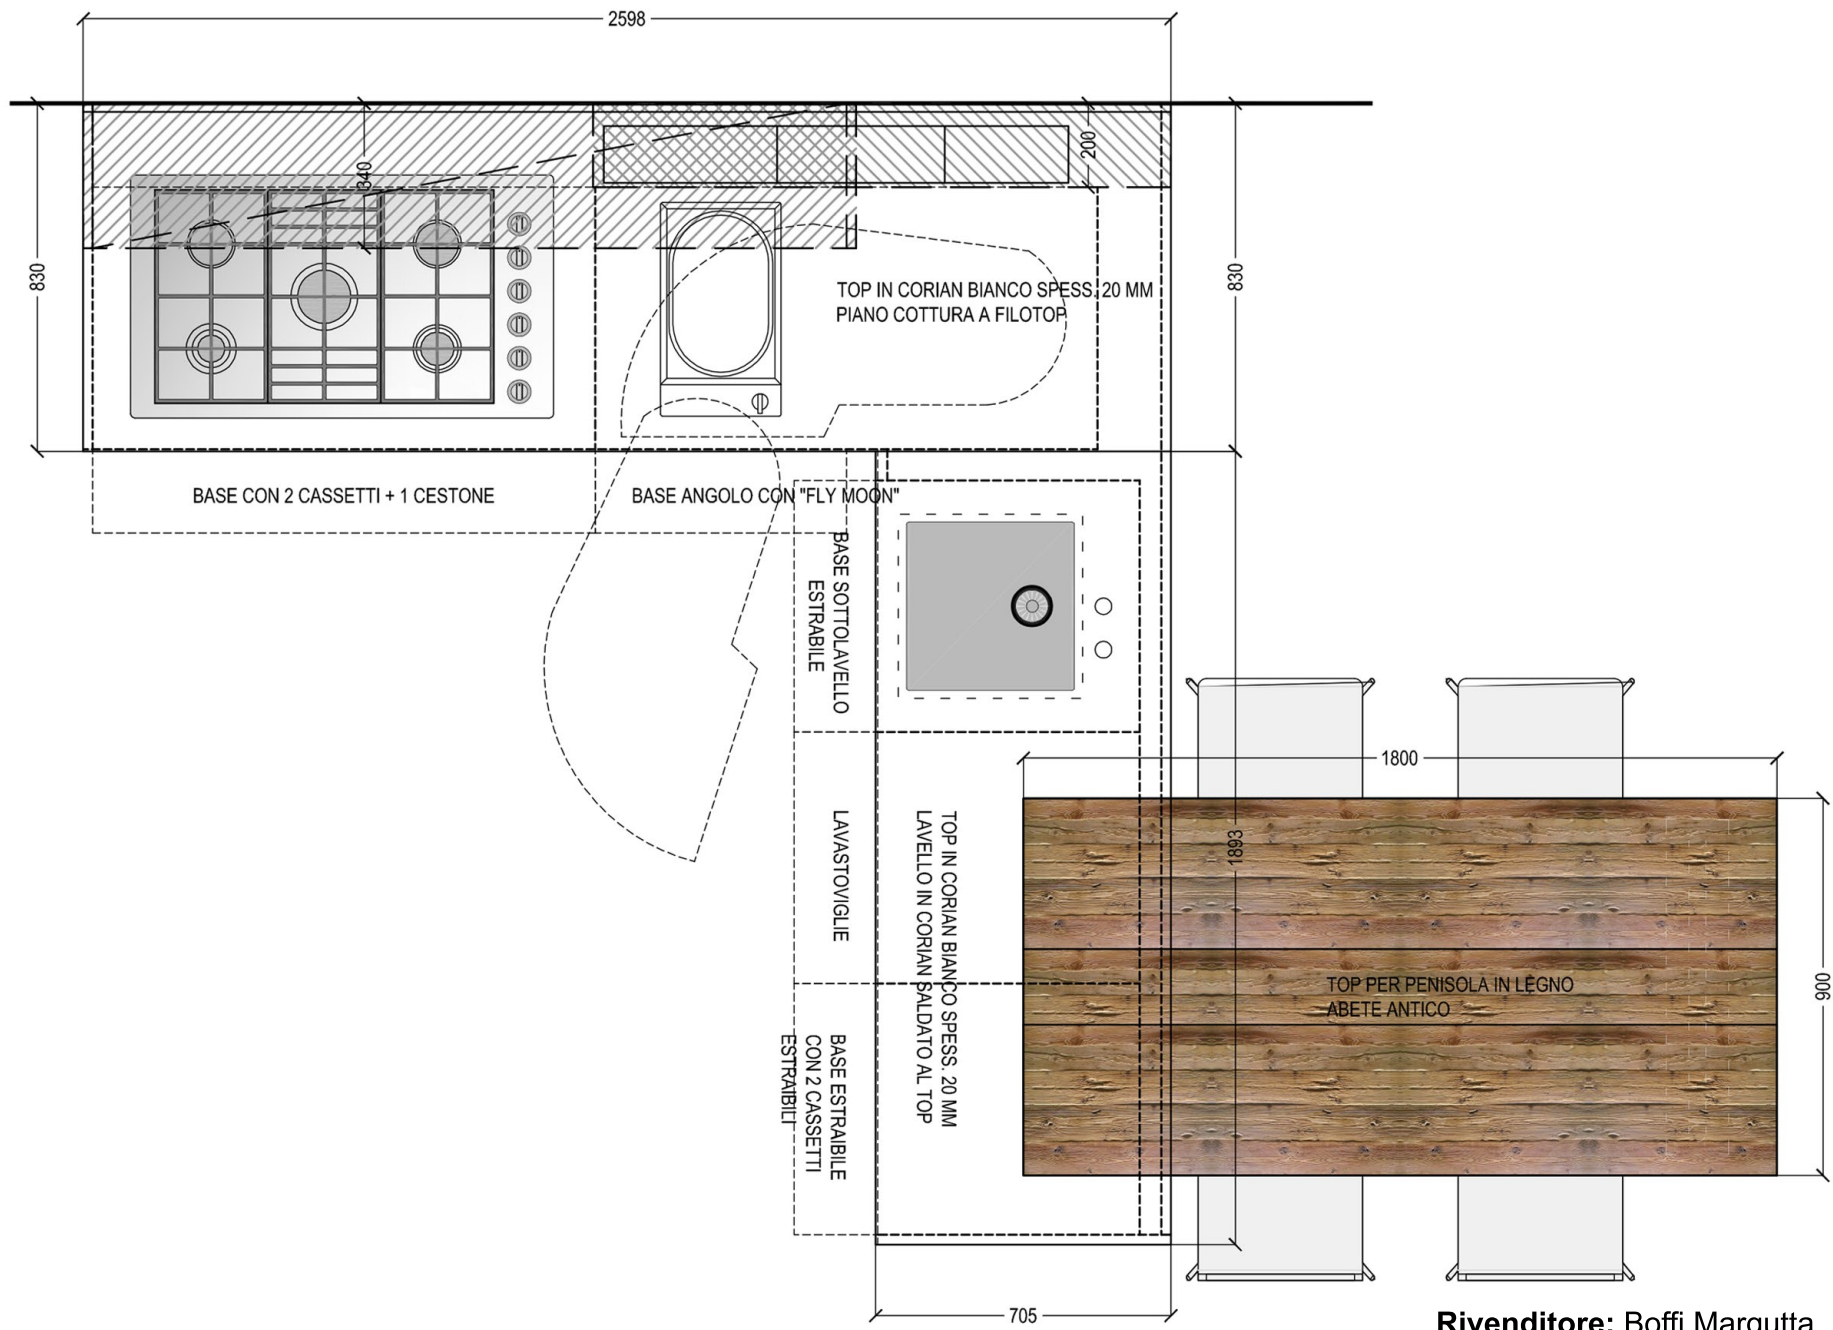 2598
340
200
830
830
TOP IN CORIAN BIANCO SPESS. 20 MM
PIANO COTTURA A FILOTOP
BASE CON 2 CASSETTI + 1 CESTONE
BASE ANGOLO CON "FLY MOON"
BASE SOTTOLAVELLO
ESTRABILE
1800
1893
LAVASTOVIGLIE
TOP IN CORIAN BIANCO SPESS. 20 MM
LAVELLO IN CORIAN SALDATO AL TOP
TOP PER PENISOLA IN LEGNO
ABETE ANTICO
900
BASE ESTRAIBILE
CON 2 CASSETTI
ESTRAIBILI
705
Rivenditore: Boffi Margutta